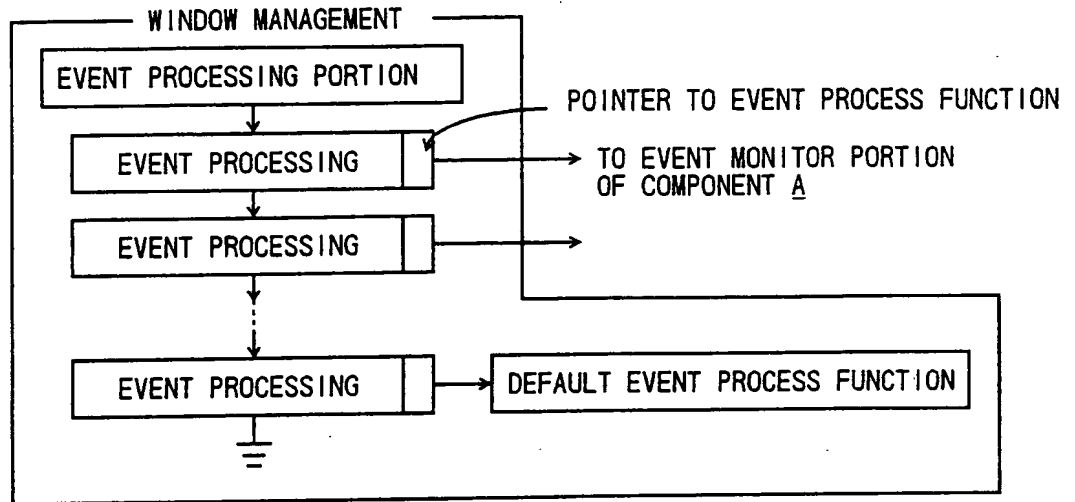 WINDOW MANAGEMENT
EVENT PROCESSING PORTION
POINTER TO EVENT PROCESS FUNCTION
EVENT PROCESSING
TO EVENT MONITOR PORTION
OF COMPONENT A
EVENT PROCESSING
EVENT PROCESSING
DEFAULT EVENT PROCESS FUNCTION